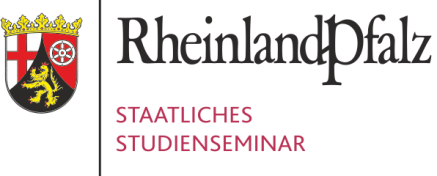 Rheinlandpfalz
STAATLICHES
STUDIENSEMINAR